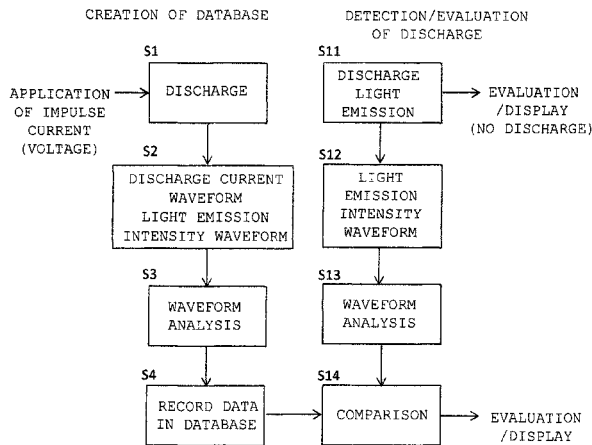 CREATION OF DATABASE
S1
APPLICATION
OF IMPULSE
CURRENT
(VOLTAGE)
DISCHARGE
S2
DISCHARGE CURRENT
WAVEFORM
LIGHT EMISSION
INTENSITY WAVEFORM
S3
WAVEFORM
ANALYSIS
S4
RECORD DATA
IN DATABASE
DETECTION/EVALUATION
OF DISCHARGE
S11
DISCHARGE
LIGHT
EMISSION
EVALUATION
/DISPLAY
(NO DISCHARGE)
S12
LIGHT
EMISSION
INTENSITY
WAVEFORM
S13
WAVEFORM
ANALYSIS
S14
COMPARISON
EVALUATION
/DISPLAY